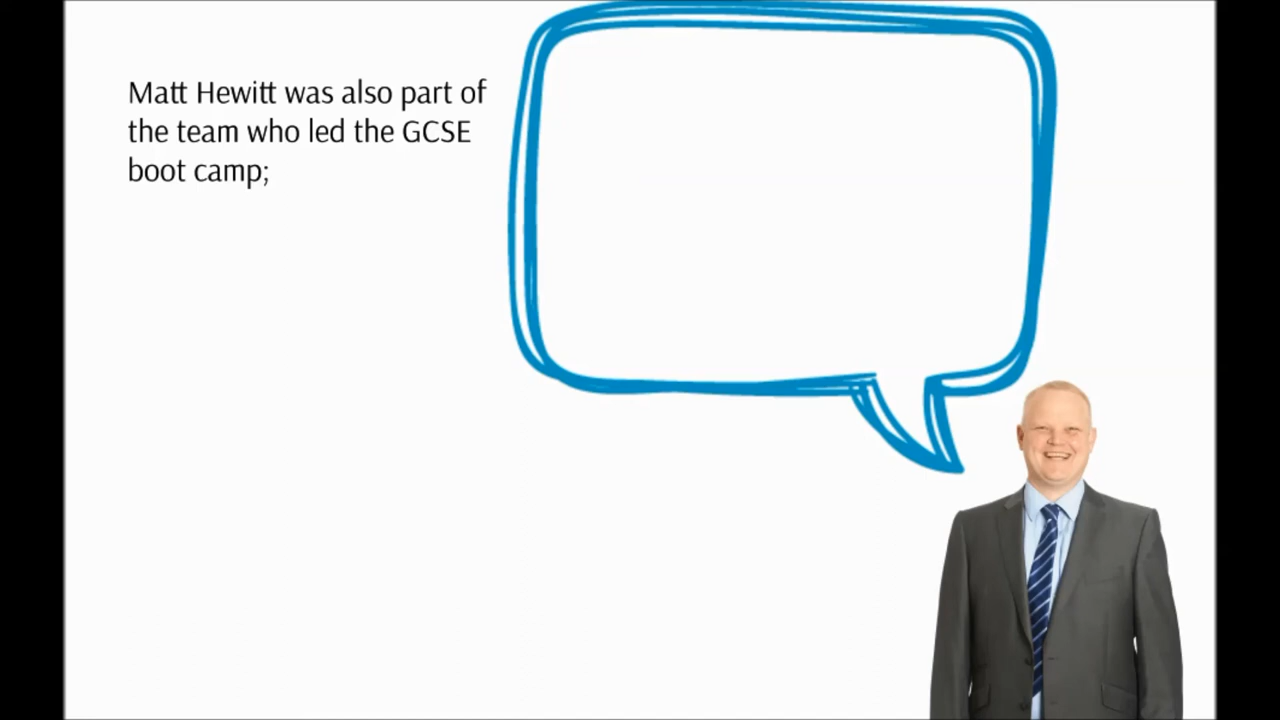 Matt Hewitt was also part of
the team who led the GCSE
boot camp;